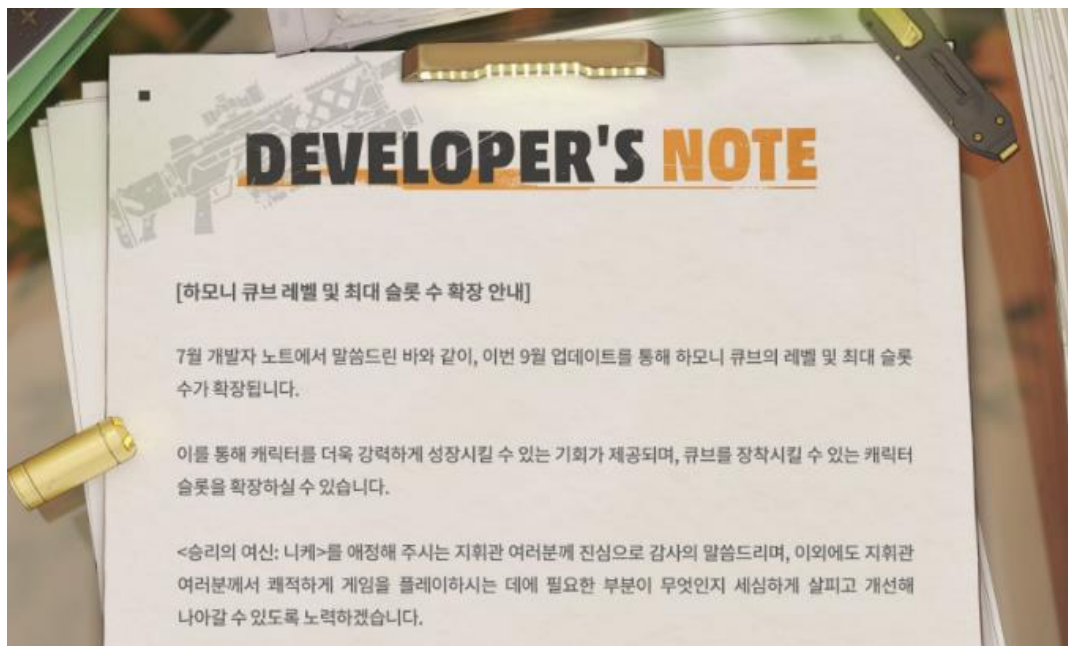 DEVELOPER'S NOTE
[하모니 큐브 레벨 및 최대 슬롯 수 확장 안내]
7월 개발자 노트에서 말씀드린 바와 같이, 이번 9월 업데이트를 통해 하모니 큐브의 레벨 및 최대 슬롯
수가 확장됩니다.
이를 통해 캐릭터를 더욱 강력하게 성장시킬 수 있는 기회가 제공되며, 큐브를 장착시킬 수 있는 캐릭터
슬롯을 확장하실 수 있습니다.
<승리의 여신: 니케>를 애정해 주시는 지휘관 여러분께 진심으로 감사의 말씀드리며, 이외에도 지휘관
여러분께서 쾌적하게 게임을 플레이하시는 데에 필요한 부분이 무엇인지 세심하게 살피고 개선해
나아갈 수 있도록 노력하겠습니다.